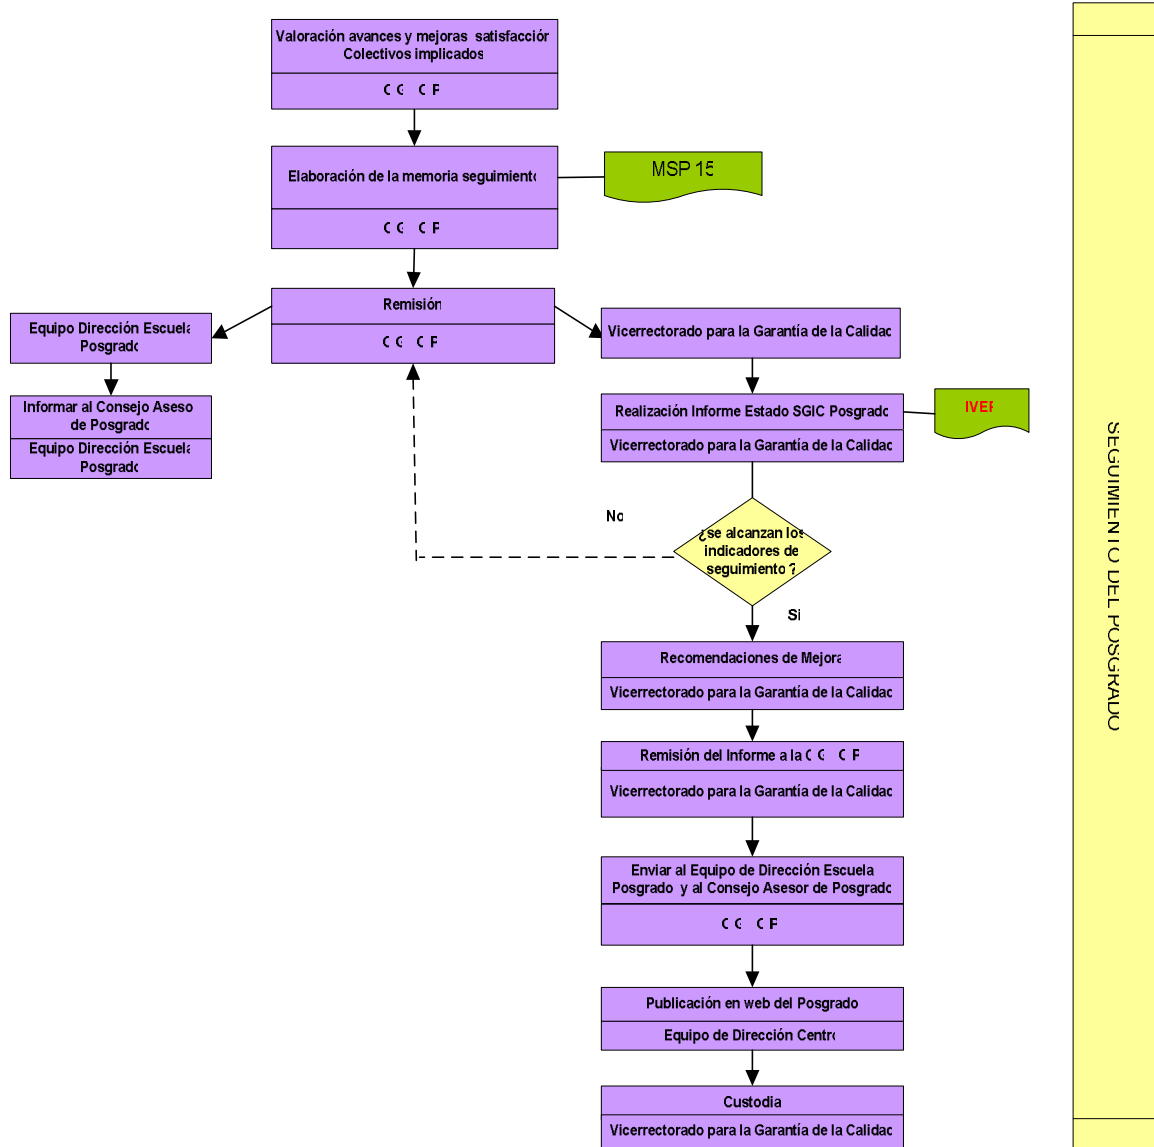 Valoración avances y mejoras satisfacción
Colectivos implicados
C G C P
Elaboración de la memoria seguimiento
C G C P
MSP 15
Remisión
C G C P
Equipo Dirección Escuela
Posgrado
Informar al Consejo Aseso
de Posgrado
Equipo Dirección Escuela
Posgrado
Vicerrectorado para la Garantía de la Calidad
Realización Informe Estado SGIC Posgrado
Vicerrectorado para la Garantía de la Calidad
IVEP
No
¿se alcanzan los
indicadores de
seguimiento ?
Si
Recomendaciones de Mejora
Vicerrectorado para la Garantía de la Calidad
Remisión del Informe a la C G C P
Vicerrectorado para la Garantía de la Calidad
Enviar al Equipo de Dirección Escuela
Posgrado y al Consejo Asesor de Posgrado
C G C P
Publicación en web del Posgrado
Equipo de Dirección Centro
Custodia
Vicerrectorado para la Garantía de la Calidad
SEGUIMIENTO DEL POSGRADO